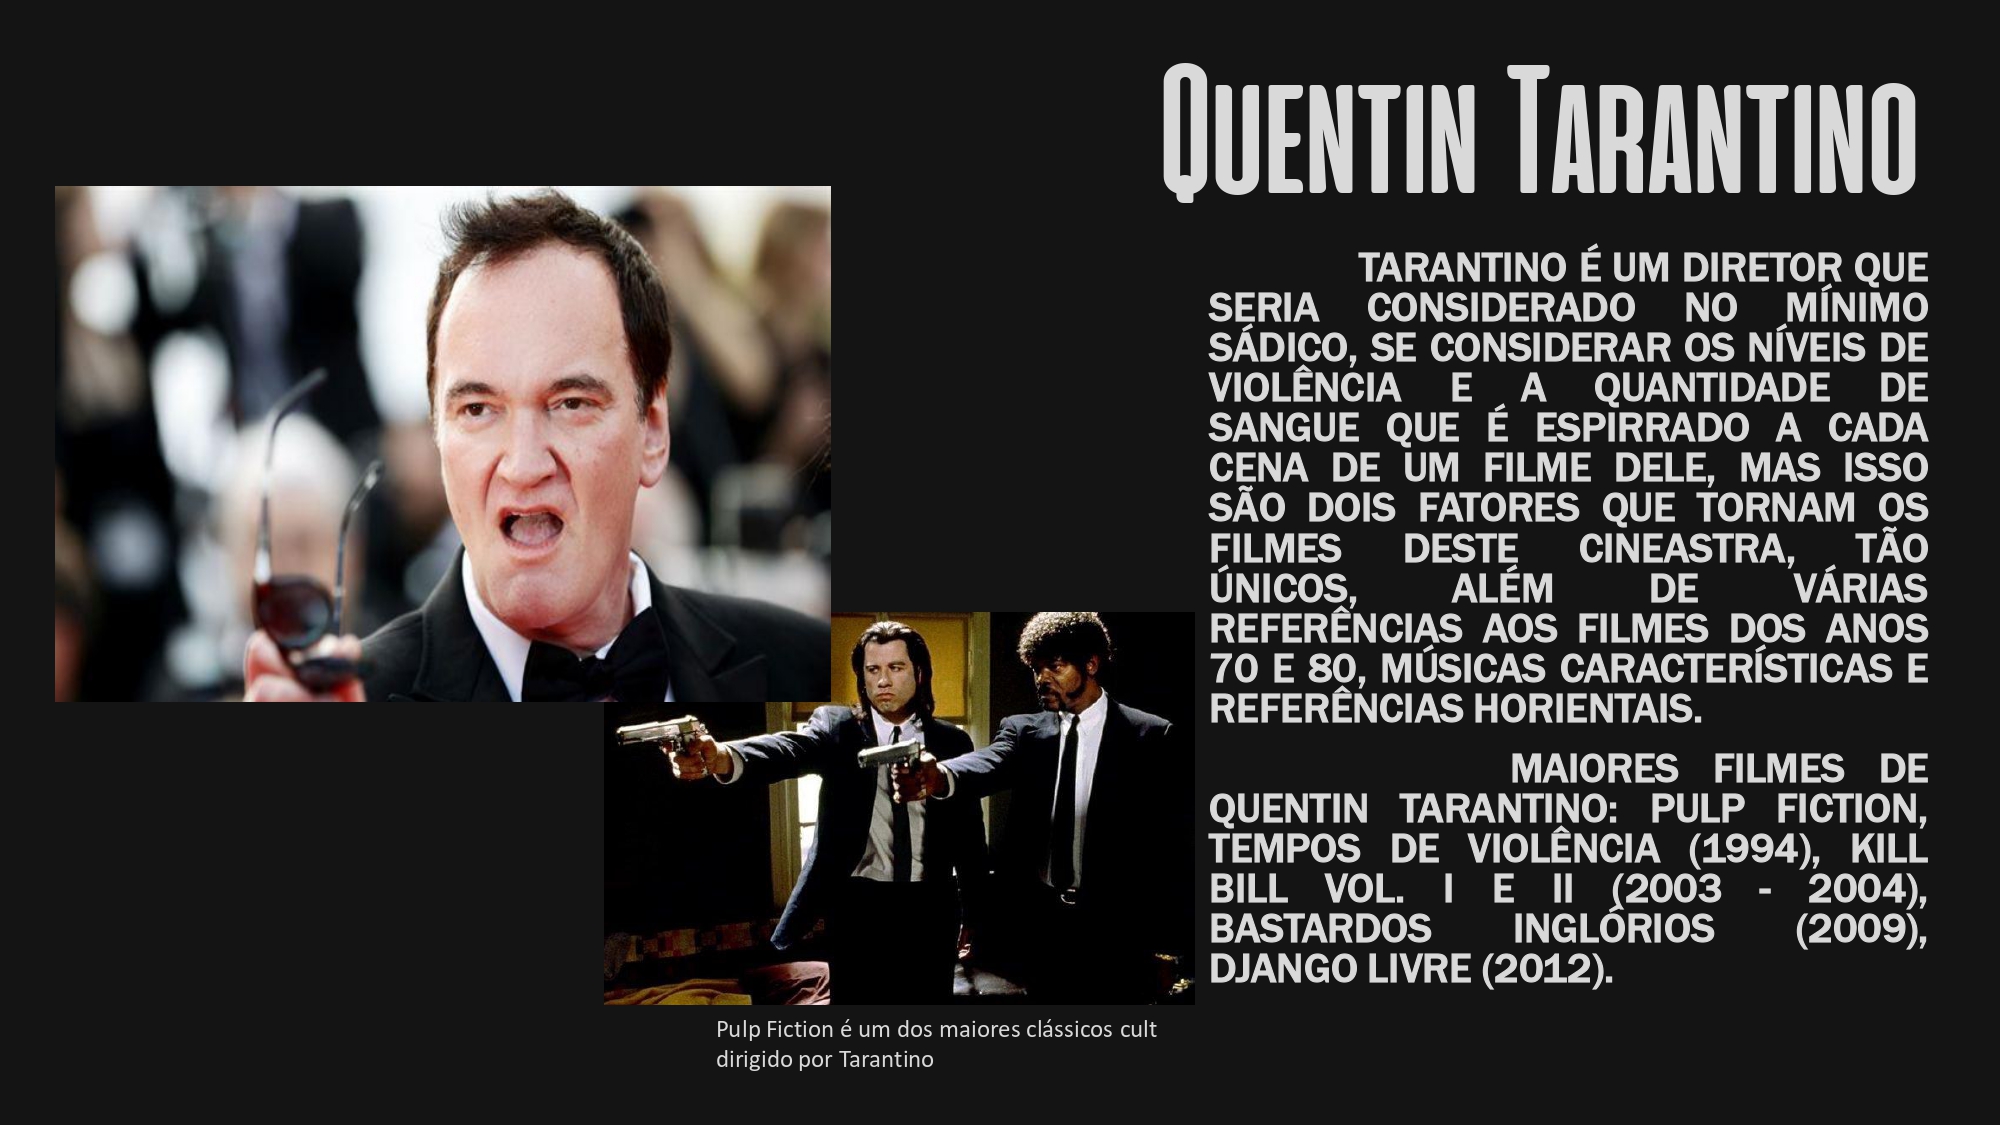 QUENTIN TARANTINO
TARANTINO É UM DIRETOR QUE
SERIA CONSIDERADO NO MÍNIMO
SÁDICO, SE CONSIDERAR OS NÍVEIS DE
VIOLÊNCIA E A QUANTIDADE DE
SANGUE QUE É ESPIRRADO A CADA
CENA DE UM FILME DELE, MAS ISSO
SÃO DOIS FATORES QUE TORNAM OS
FILMES DESTE CINEASTRA, TÃO
ÚNICOS, ALÉM DE VÁRIAS
REFERÊNCIAS AOS FILMES DOS ANOS
70 E 80, MÚSICAS CARACTERÍSTICAS E
REFERÊNCIAS HORIENTAIS.
MAIORES FILMES DE
QUENTIN TARANTINO: PULP FICTION,
TEMPOS DE VIOLÊNCIA (1994), KILL
BILL VOL. I E II (2003 - 2004),
BASTARDOS INGLÓRIOS (2009),
DJANGO LIVRE (2012).
Pulp Fiction é um dos maiores clássicos cult
dirigido por Tarantino